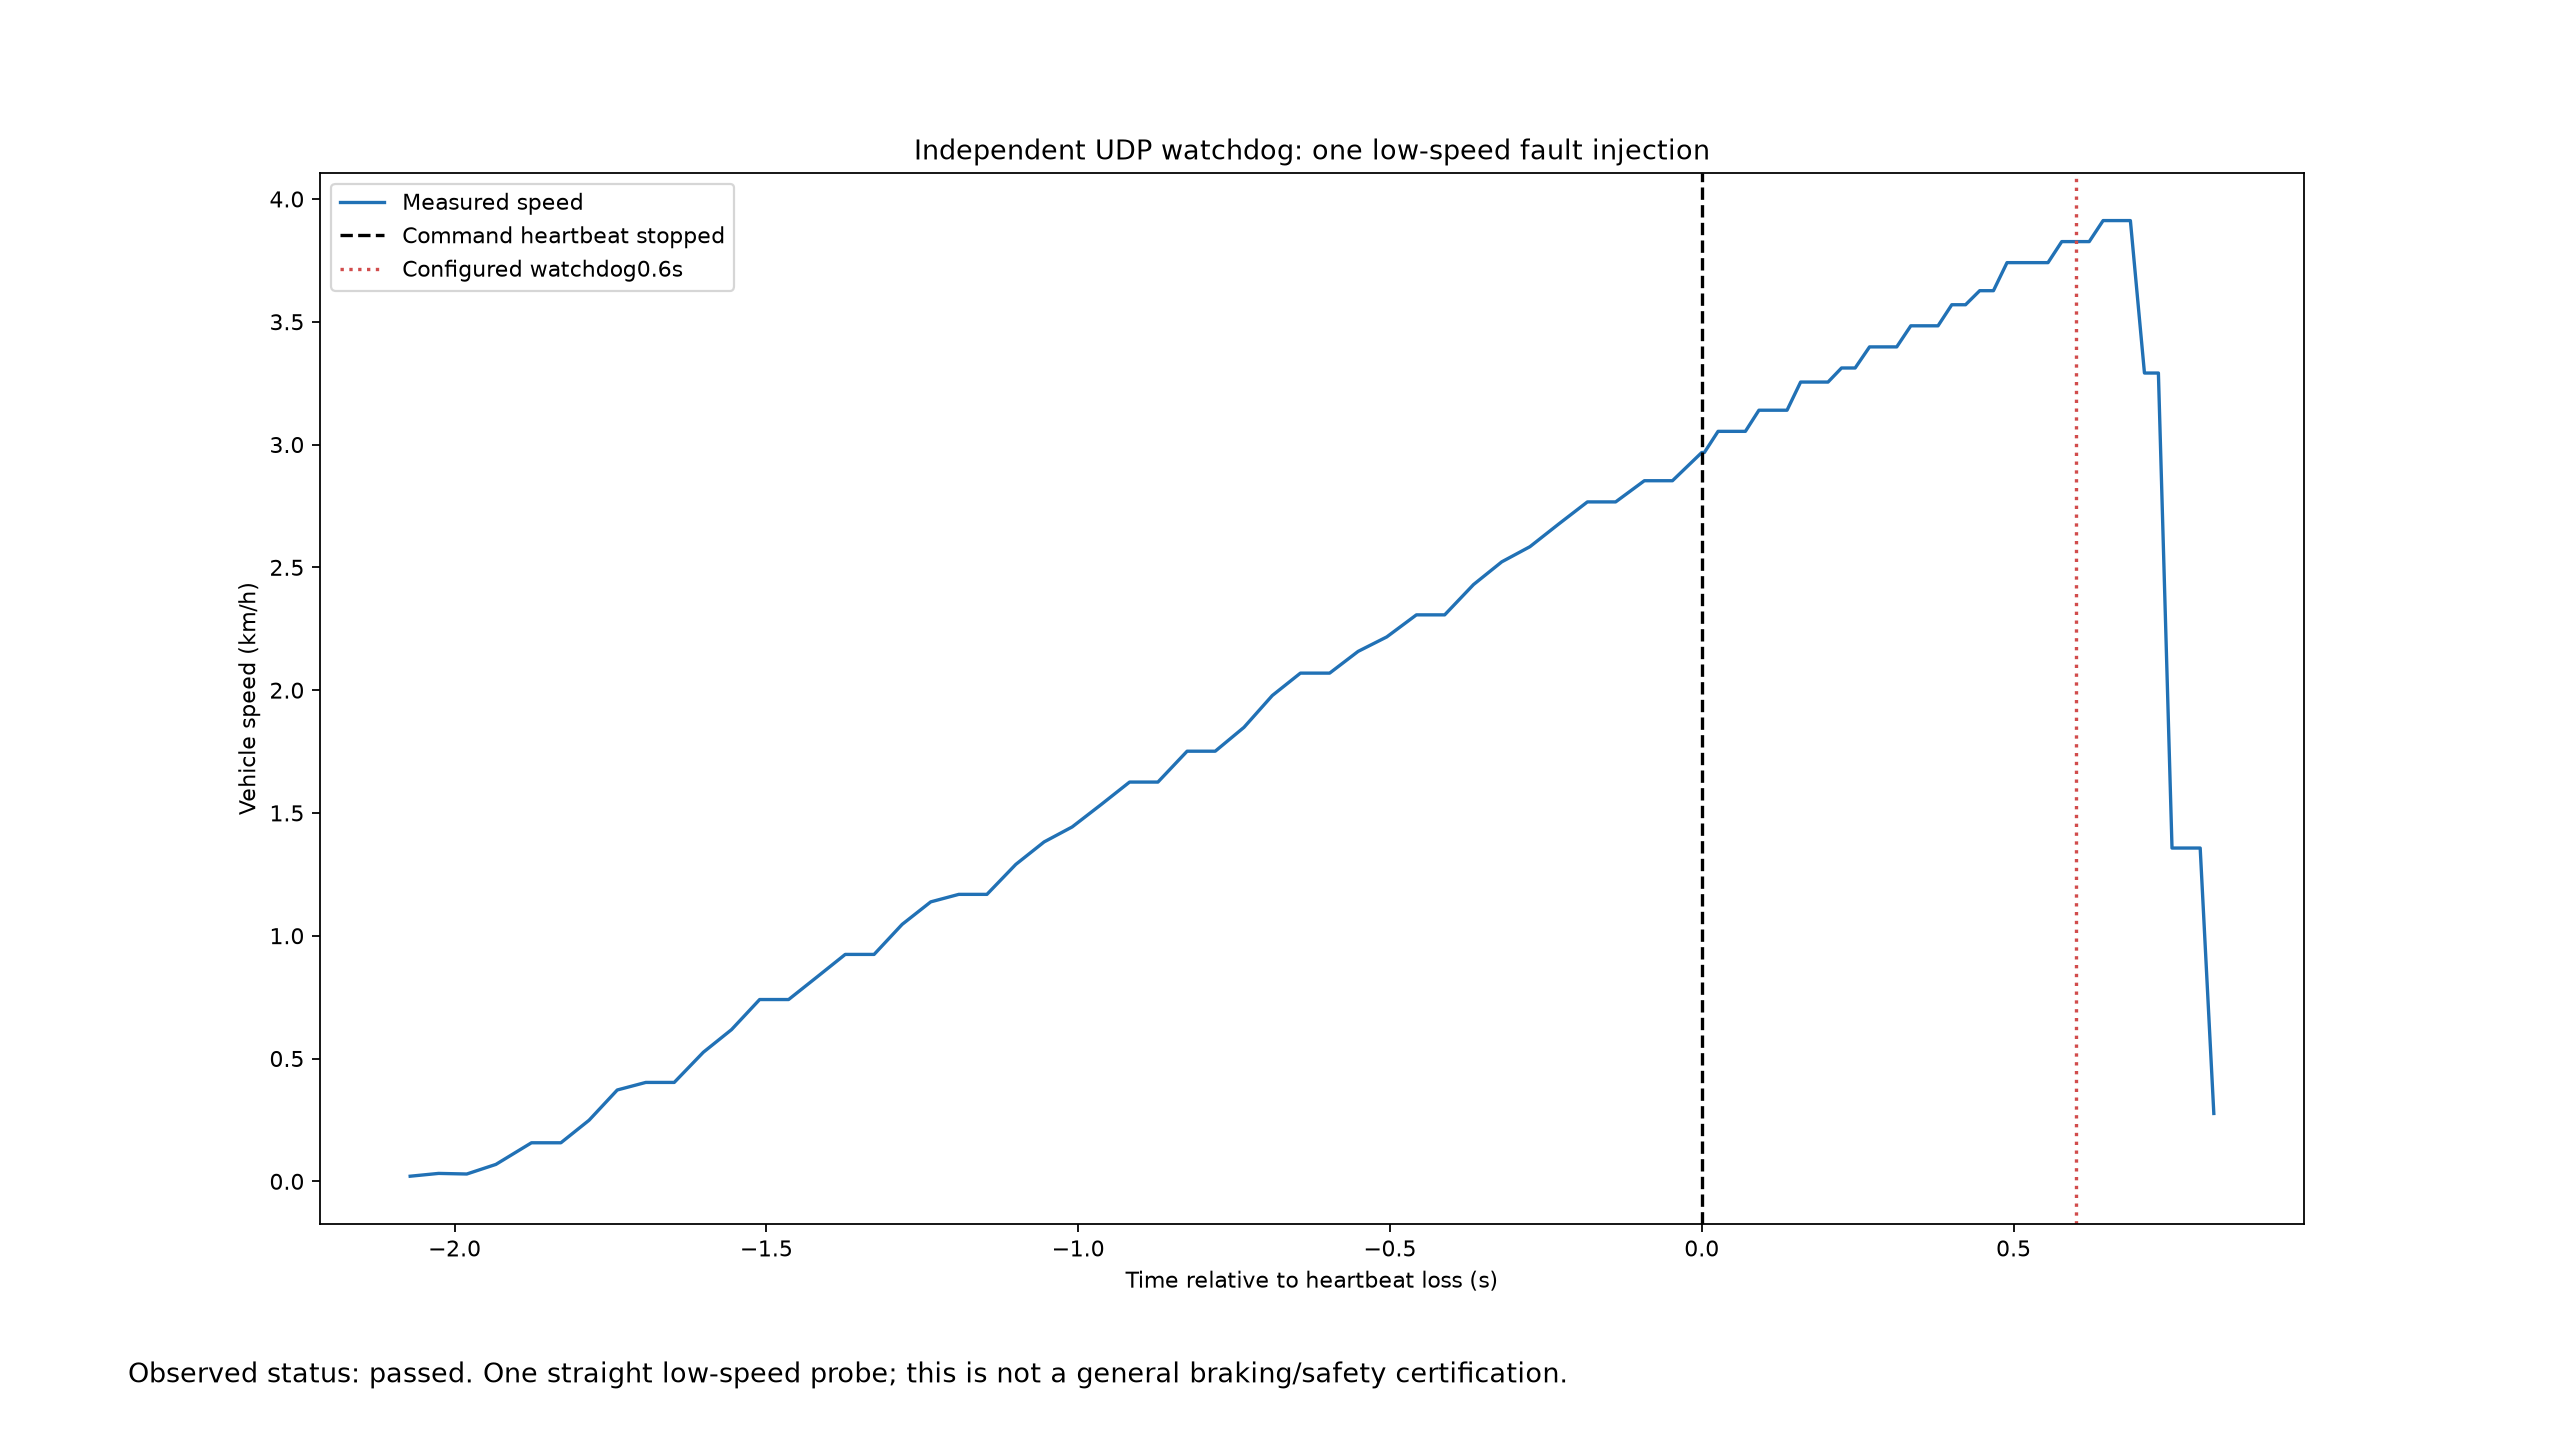 Independent UDP watchdog: one low-speed fault injection
Measured speed
Command heartbeat stopped
Configured watchdog0.6s
4.0
3.5
3.0
2.5
2.0
1.5
1.0
0.5
0.0
Vehicle speed (km/h)
−2.0
−1.5
−1.0
−0.5
0.0
0.5
Time relative to heartbeat loss (s)
Observed status: passed. One straight low-speed probe; this is not a general braking/safety certification.